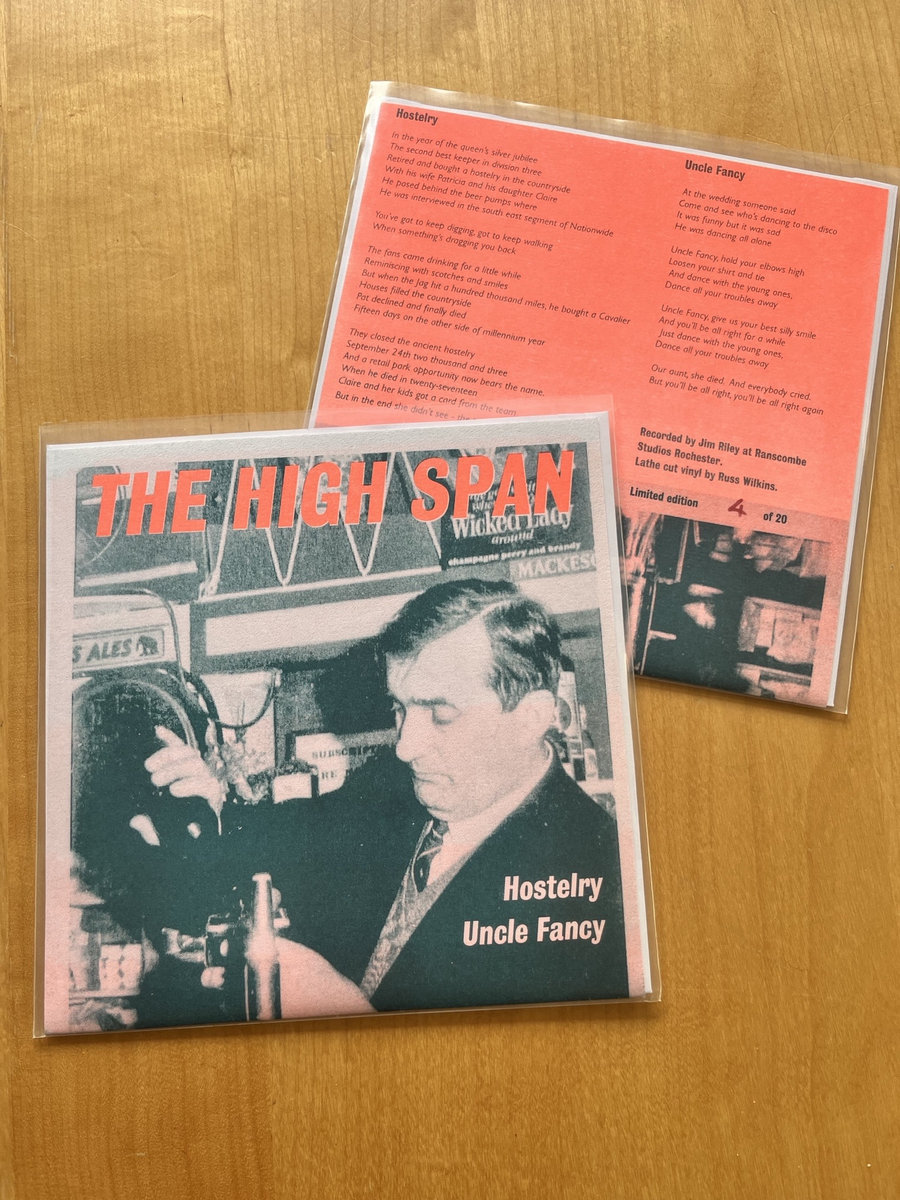 Hostelry
In the year of the queen's silver jubilee
The second best keeper in division three
Retired and bought a hostelry in the countryside
With his wife Patricia and his daughter Claire
He posed behind the beer pumps where
He was interviewed in the south east segment of Nationwide
You've got to keep digging, got to keep walking
When something's dragging you back
The fans came drinking for a little while
Reminiscing with scotches and smiles
But when the Jag hit a hundred thousand miles, he bought a Cavalier
Houses filled the countryside
Pat declined and finally died
Fifteen days on the other side of millennium year
They closed the ancient hostelry
September 24th two thousand and three
And a retail park opportunity now bears the name.
When he died in twenty-seventeen
Claire and her kids got a card from the team
But in the end she didn't see - the
Uncle Fancy
At the wedding someone said
Come and see who's dancing to the disco
It was funny but it was sad
He was dancing all alone
Uncle Fancy, hold your elbows high
Loosen your shirt and tie
And dance with the young ones,
Dance all your troubles away
Uncle Fancy, give us your best silly smile
And you'll be all right for a while
Just dance with the young ones,
Dance all your troubles away
Our aunt, she died. And everybody cried.
But you'll be all right, you'll be all right again
Recorded by Jim Riley at Ranscombe
Studios Rochester.
Lathe cut vinyl by Russ Wilkins.
Limited edition 4 of 20
THE HIGH SPAN
Wicked Lady
around
champagne perry and brandy
MACKES
S ALES
SUBSCRIPT
RE
Hostelry
Uncle Fancy